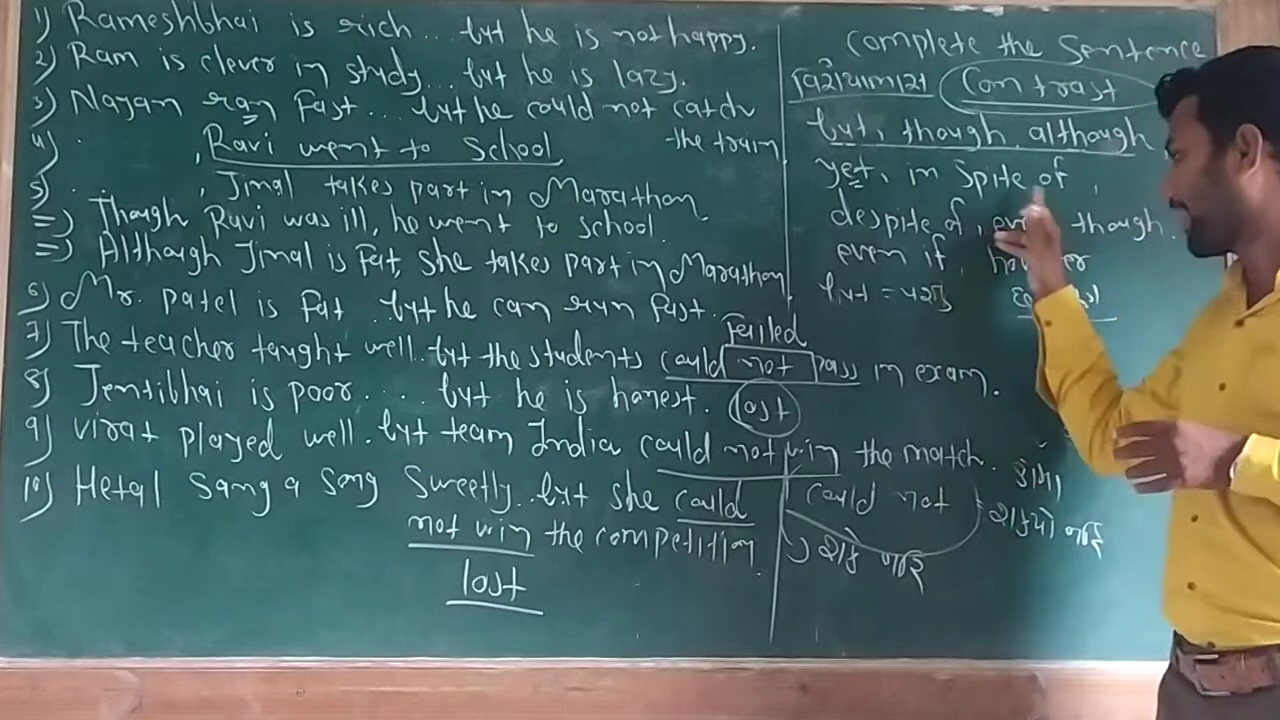 1) Rameshbhai is rich... but he is not happy.
2) Ram is clever in study... but he is lazy.
3) Nayan ran fast... but he could not catch
the train
4) . , Ravi went to School
5) . , Jinal takes part in Marathon
=) Though Ravi was ill, he went to school.
=) Although Jinal is Fat, she takes part in Marathon.
6) Mr. Patel is fat ..but he can run fast.
Failed
7) The teacher taught well..but the students could not pass in exam.
8) Jentibhai is poor.... but he is honest.
lost
9) Virat played well. but team India could not win the match.
10) Hetal Sang a Song Sweetly..but she could
not win the competition.
lost
Complete the Sentence
Contrast
but, though, although
yet, in spite of,
despite of, even though.
even if, however
but = પરંતુ
could not
શકે નહિ
શક્યો નહિ